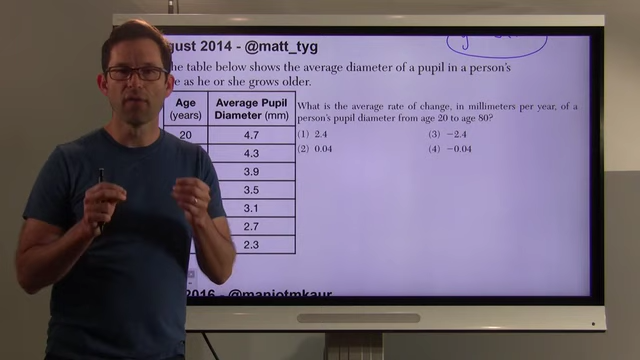 gust 2014 - @matt_tyg
he table below shows the average diameter of a pupil in a person's
e as he or she grows older.
Age
(years)
Average Pupil
Diameter (mm)
20
4.7
4.3
3.9
3.5
3.1
2.7
2.3
What is the average rate of change, in millimeters per year, of a
person's pupil diameter from age 20 to age 80?
(1) 2.4
(3) −2.4
(2) 0.04
(4) −0.04
2016 - @maniotmkaur